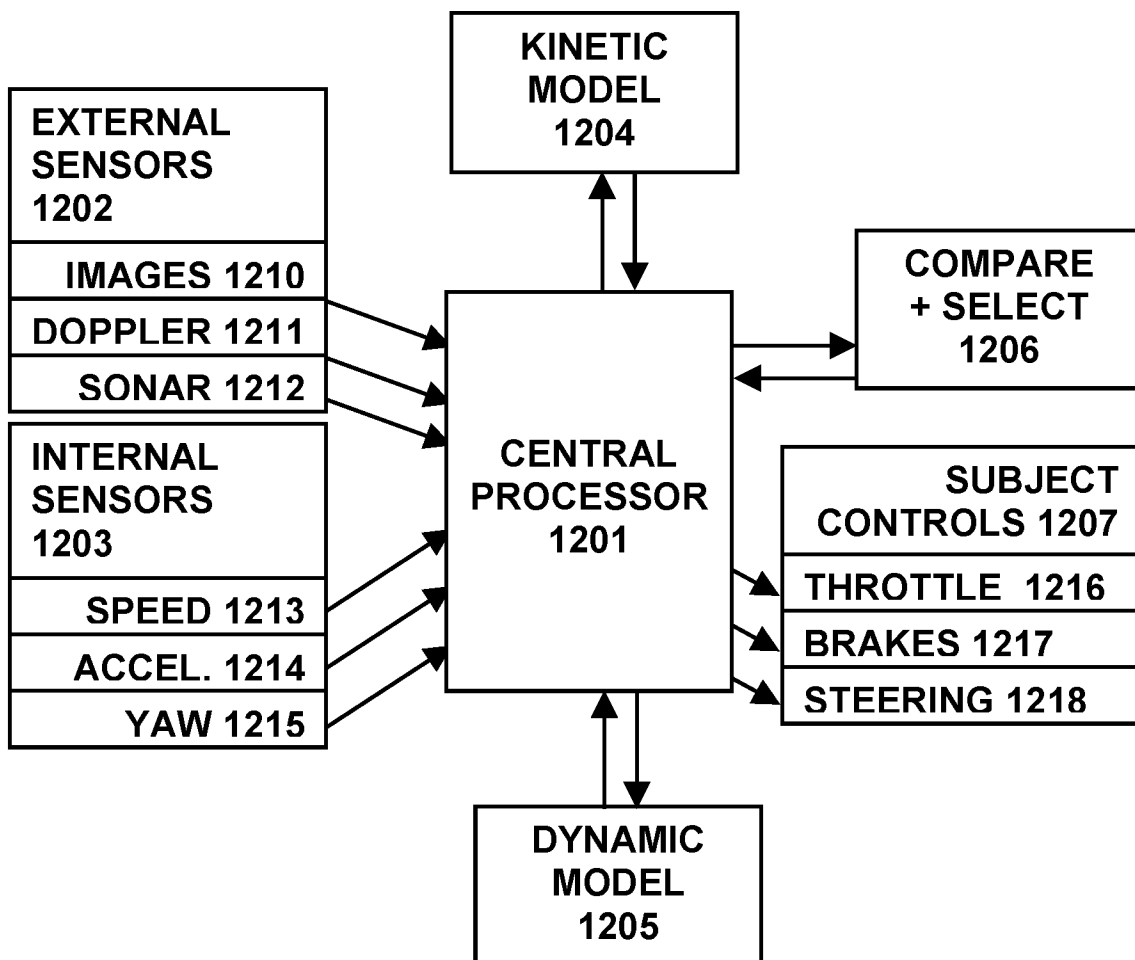 KINETIC
MODEL
1204
EXTERNAL
SENSORS
1202
IMAGES 1210
DOPPLER 1211
SONAR 1212
INTERNAL
SENSORS
1203
SPEED 1213
ACCEL. 1214
YAW 1215
CENTRAL
PROCESSOR
1201
COMPARE
+ SELECT
1206
SUBJECT
CONTROLS 1207
THROTTLE 1216
BRAKES 1217
STEERING 1218
DYNAMIC
MODEL
1205